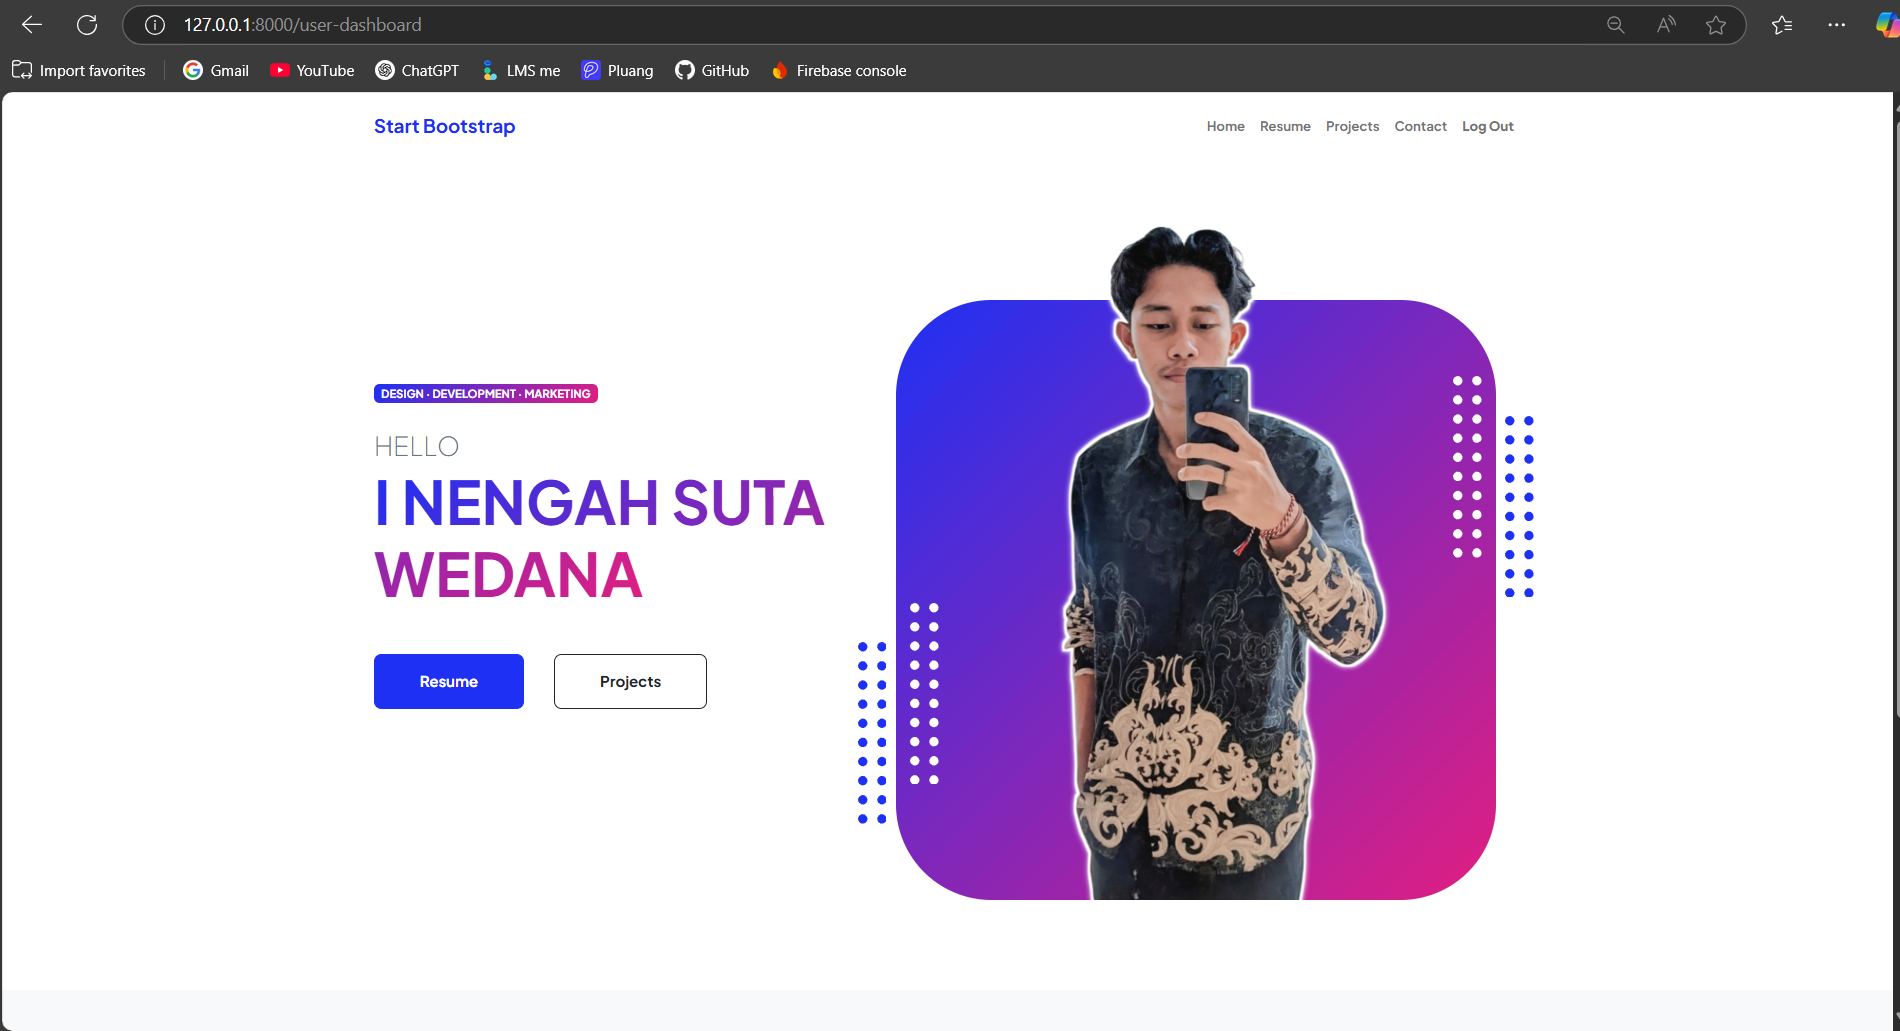 127.0.0.1:8000/user-dashboard
Import favorites
Gmail
YouTube
ChatGPT
LMS me
Pluang
GitHub
Firebase console
Start Bootstrap
Home
Resume
Projects
Contact
Log Out
DESIGN · DEVELOPMENT · MARKETING
HELLO
I NENGAH SUTA
WEDANA
Resume
Projects